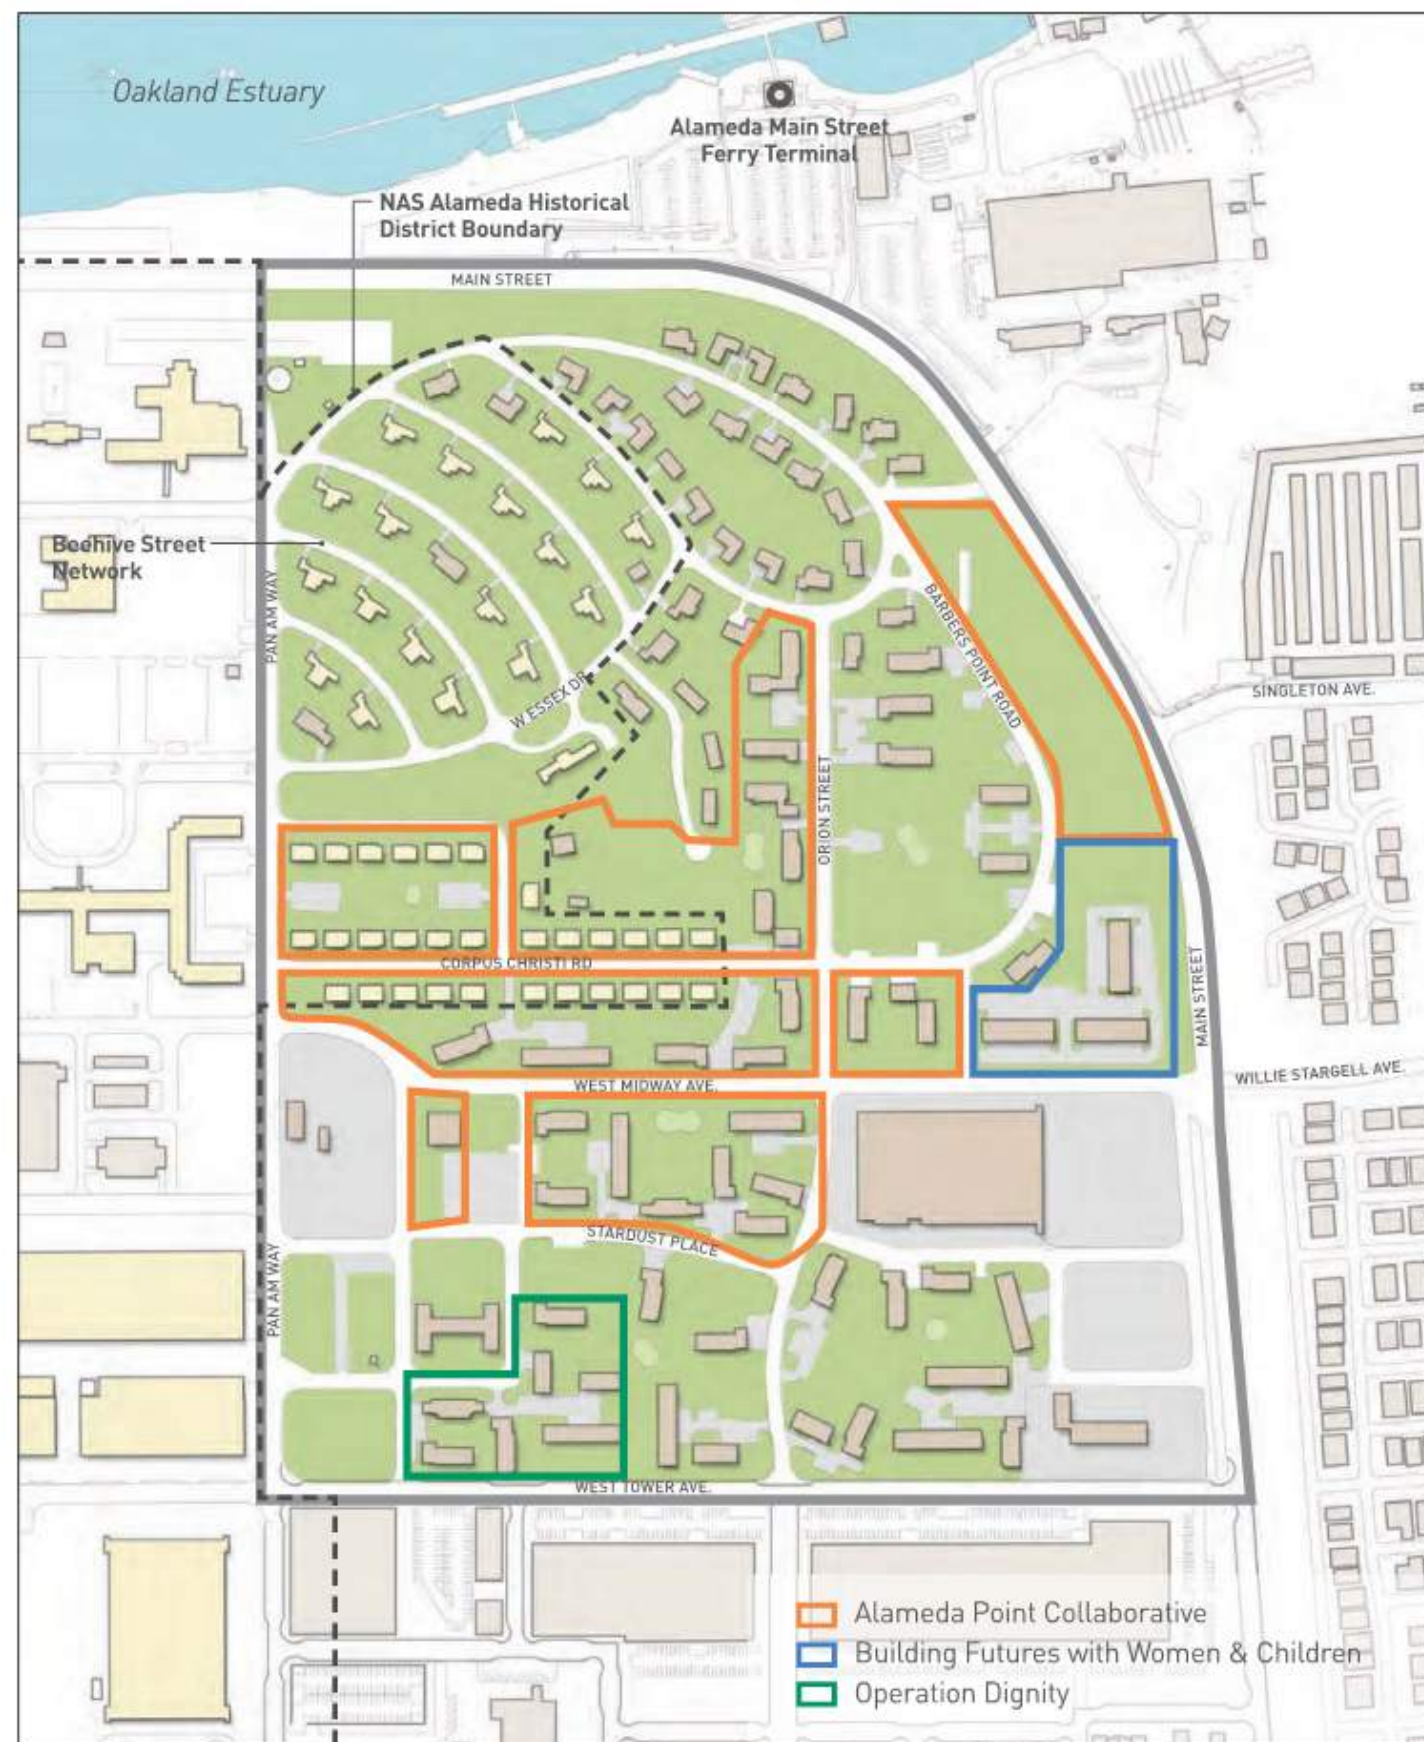 Oakland Estuary
Alameda Main Street
Ferry Terminal
NAS Alameda Historical
District Boundary
MAIN STREET
Beehive Street
Network
PAN AM WAY
BARBERS POINT ROAD
W. ESSEX DR.
SINGLETON AVE.
ORION STREET
CORPUS CHRISTI RD
MAIN STREET
WILLIE STARGELL AVE.
WEST MIDWAY AVE.
STARDUST PLACE
PAN AM WAY
WEST TOWER AVE.
Alameda Point Collaborative
Building Futures with Women & Children
Operation Dignity